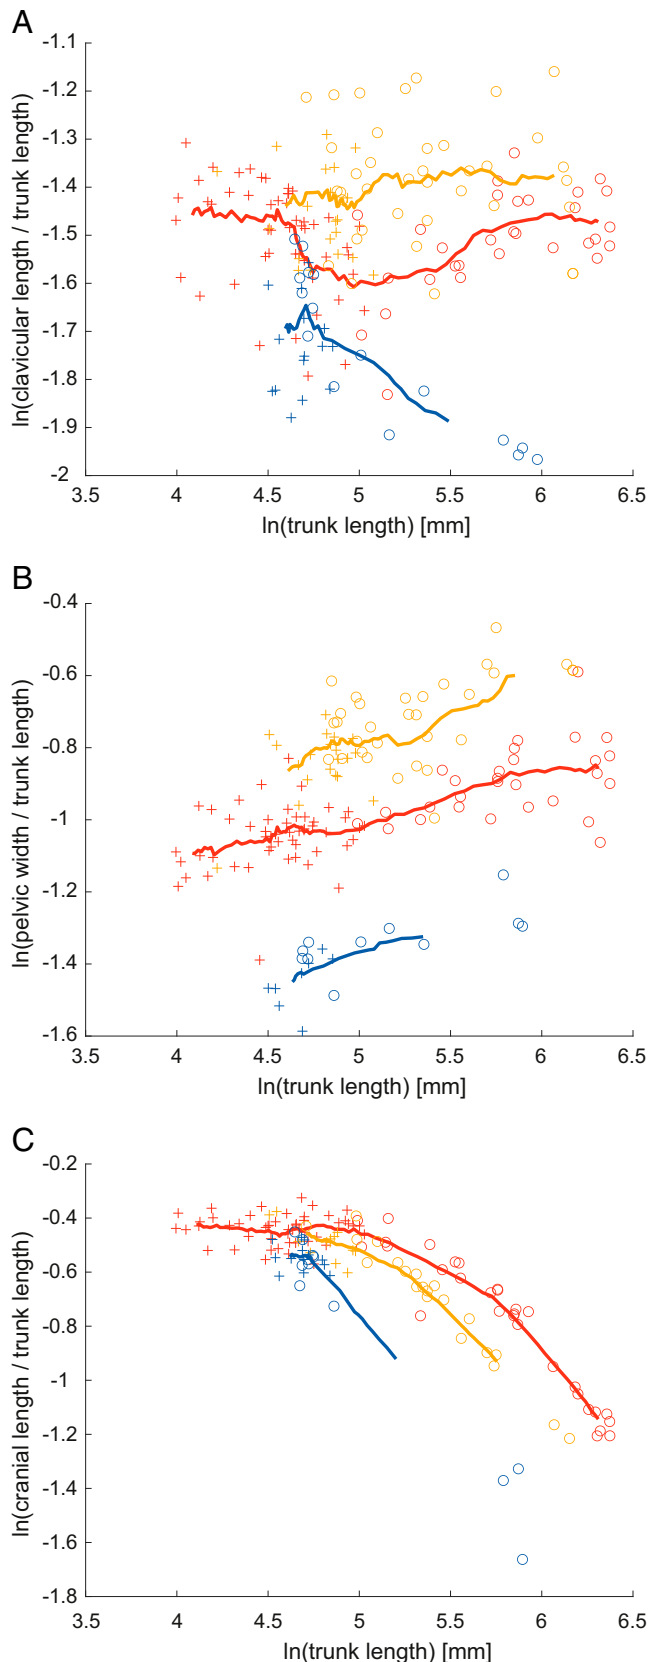 A
-1.1
-1.2
-1.3
-1.4
-1.5
-1.6
-1.7
-1.8
-1.9
-2
ln(clavicular length / trunk length)
3.5 4 4.5 5 5.5 6 6.5
ln(trunk length) [mm]
B
-0.4
-0.6
-0.8
-1
-1.2
-1.4
-1.6
ln(pelvic width / trunk length)
3.5 4 4.5 5 5.5 6 6.5
ln(trunk length) [mm]
C
-0.2
-0.4
-0.6
-0.8
-1
-1.2
-1.4
-1.6
-1.8
ln(cranial length / trunk length)
3.5 4 4.5 5 5.5 6 6.5
ln(trunk length) [mm]